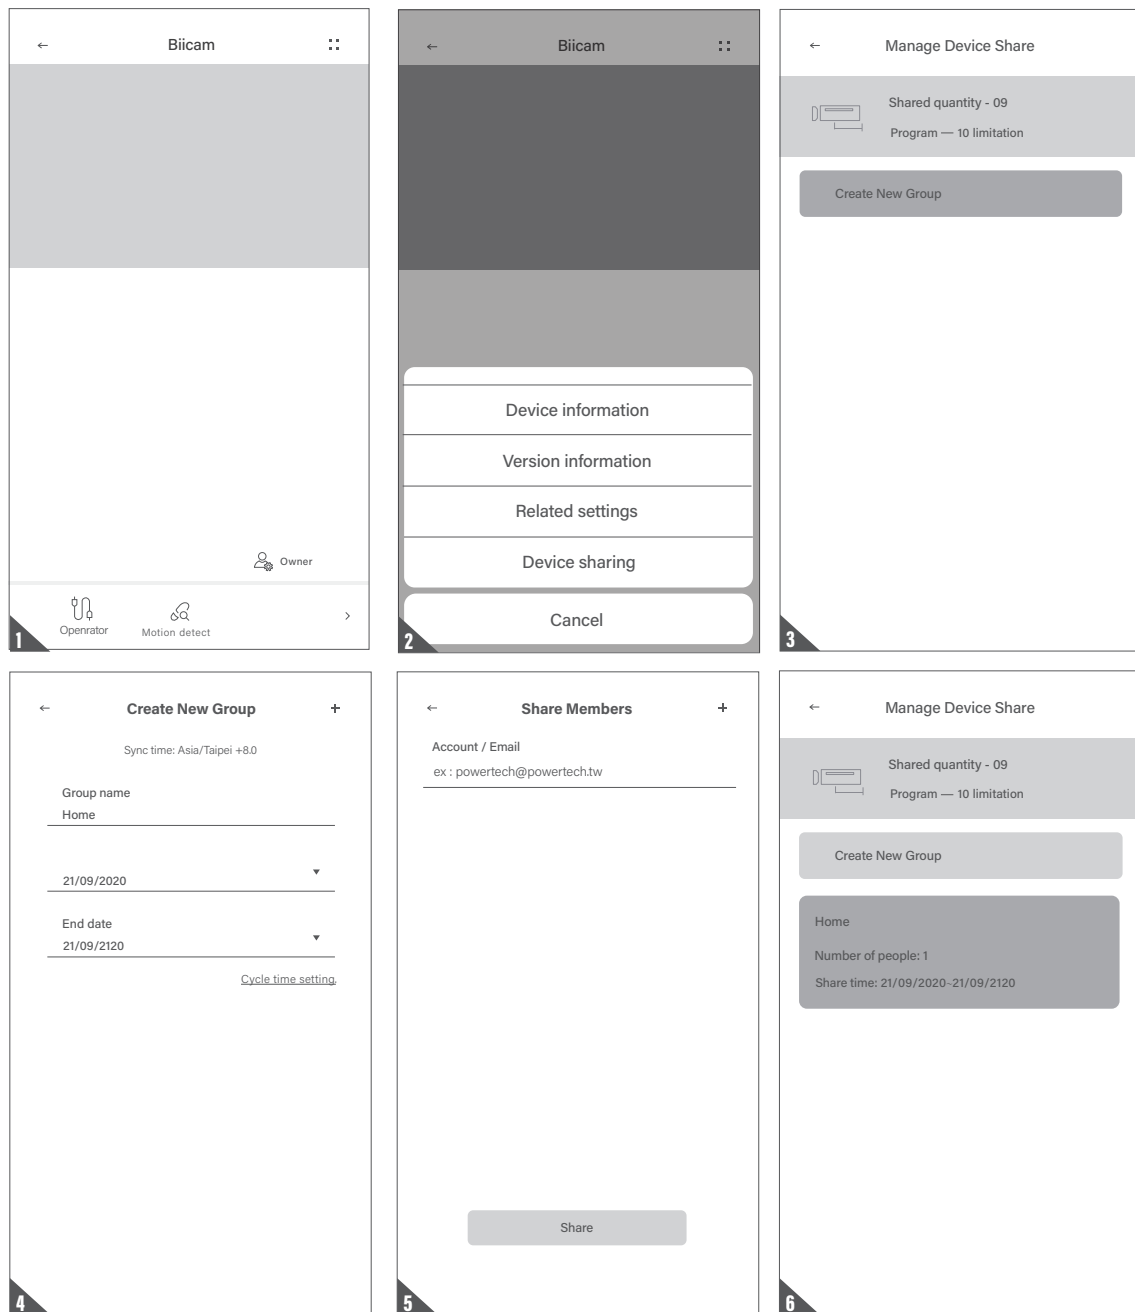 ← Biicam
Owner
Openrator
Motion detect
1
← Biicam
Device information
Version information
Related settings
Device sharing
Cancel
2
← Manage Device Share
Shared quantity - 09
Program — 10 limitation
Create New Group
3
← Create New Group +
Sync time: Asia/Taipei +8.0
Group name
Home
21/09/2020
End date
21/09/2120
Cycle time setting.
4
← Share Members +
Account / Email
ex : powertech@powertech.tw
Share
5
← Manage Device Share
Shared quantity - 09
Program — 10 limitation
Create New Group
Home
Number of people: 1
Share time: 21/09/2020~21/09/2120
6